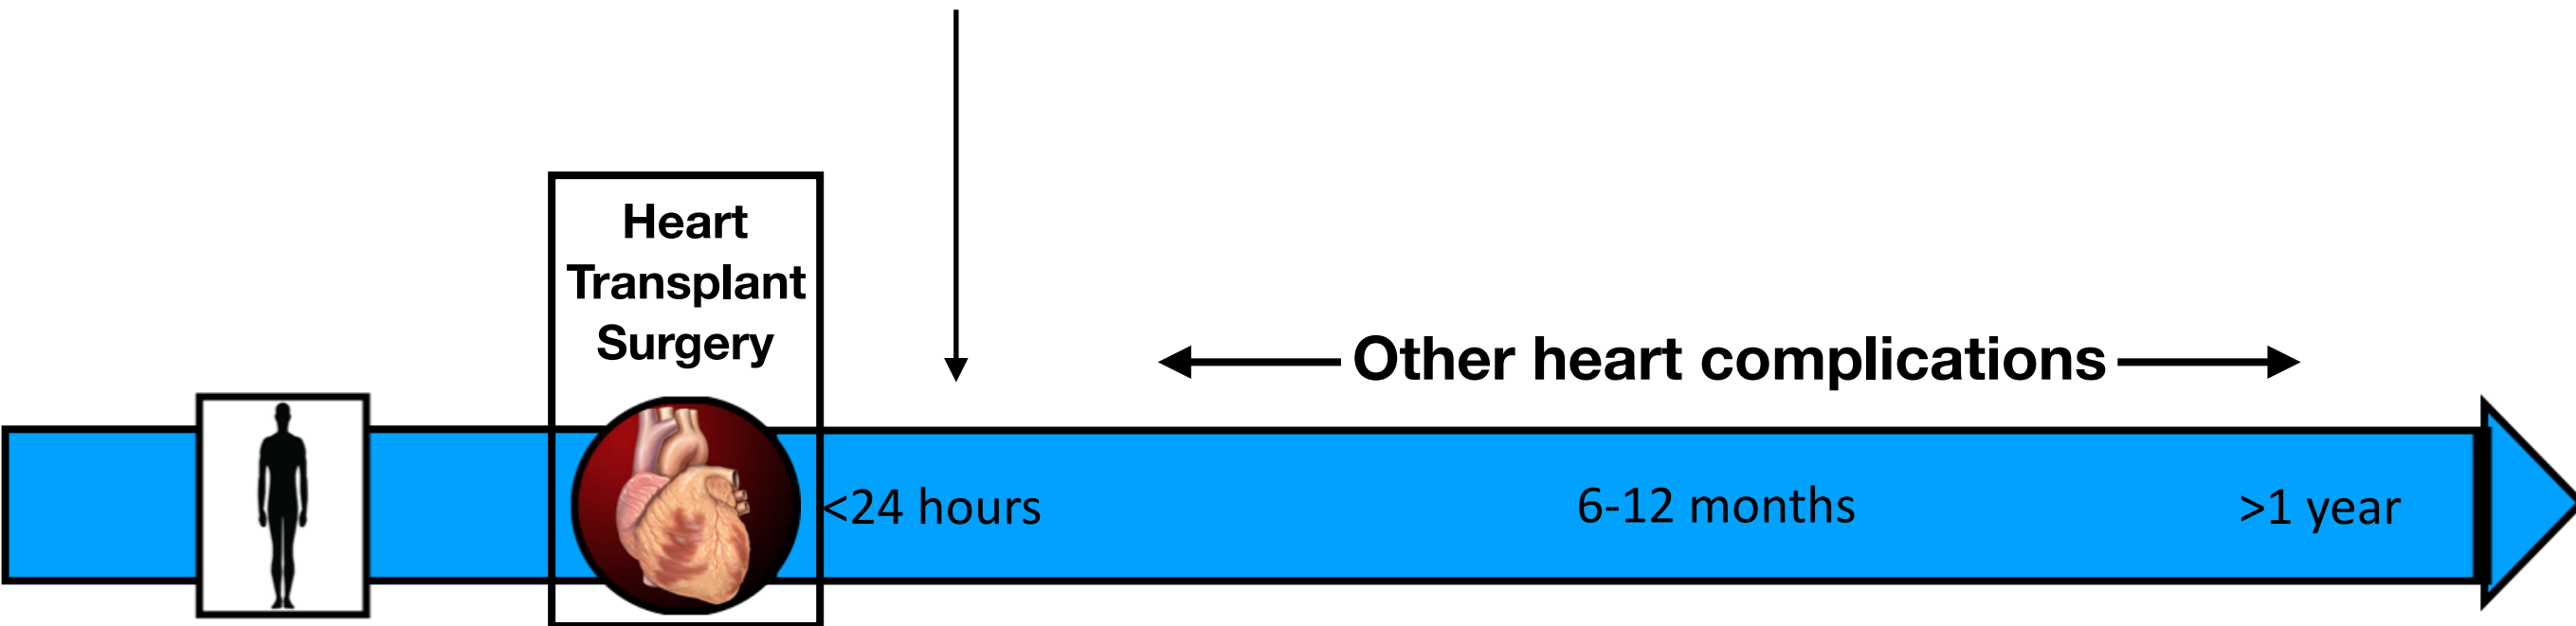 Heart
Transplant
Surgery
Other heart complications
<24 hours
6-12 months
>1 year